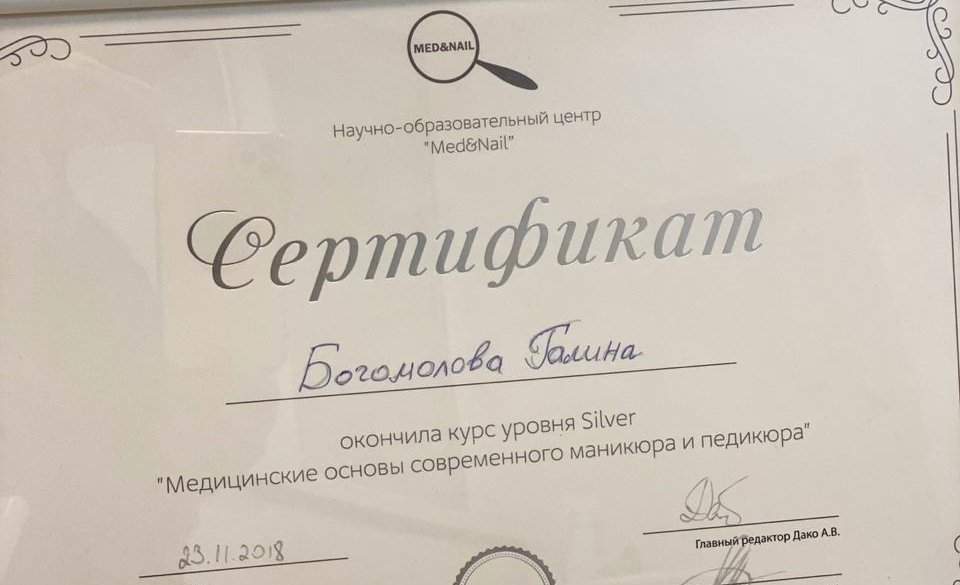 MED&NAIL
Научно-образовательный центр
"Med&Nail"
Сертификат
Богомолова Галина
окончила курс уровня Silver
"Медицинские основы современного маникюра и педикюра"
23.11.2018
Главный редактор Дако А.В.